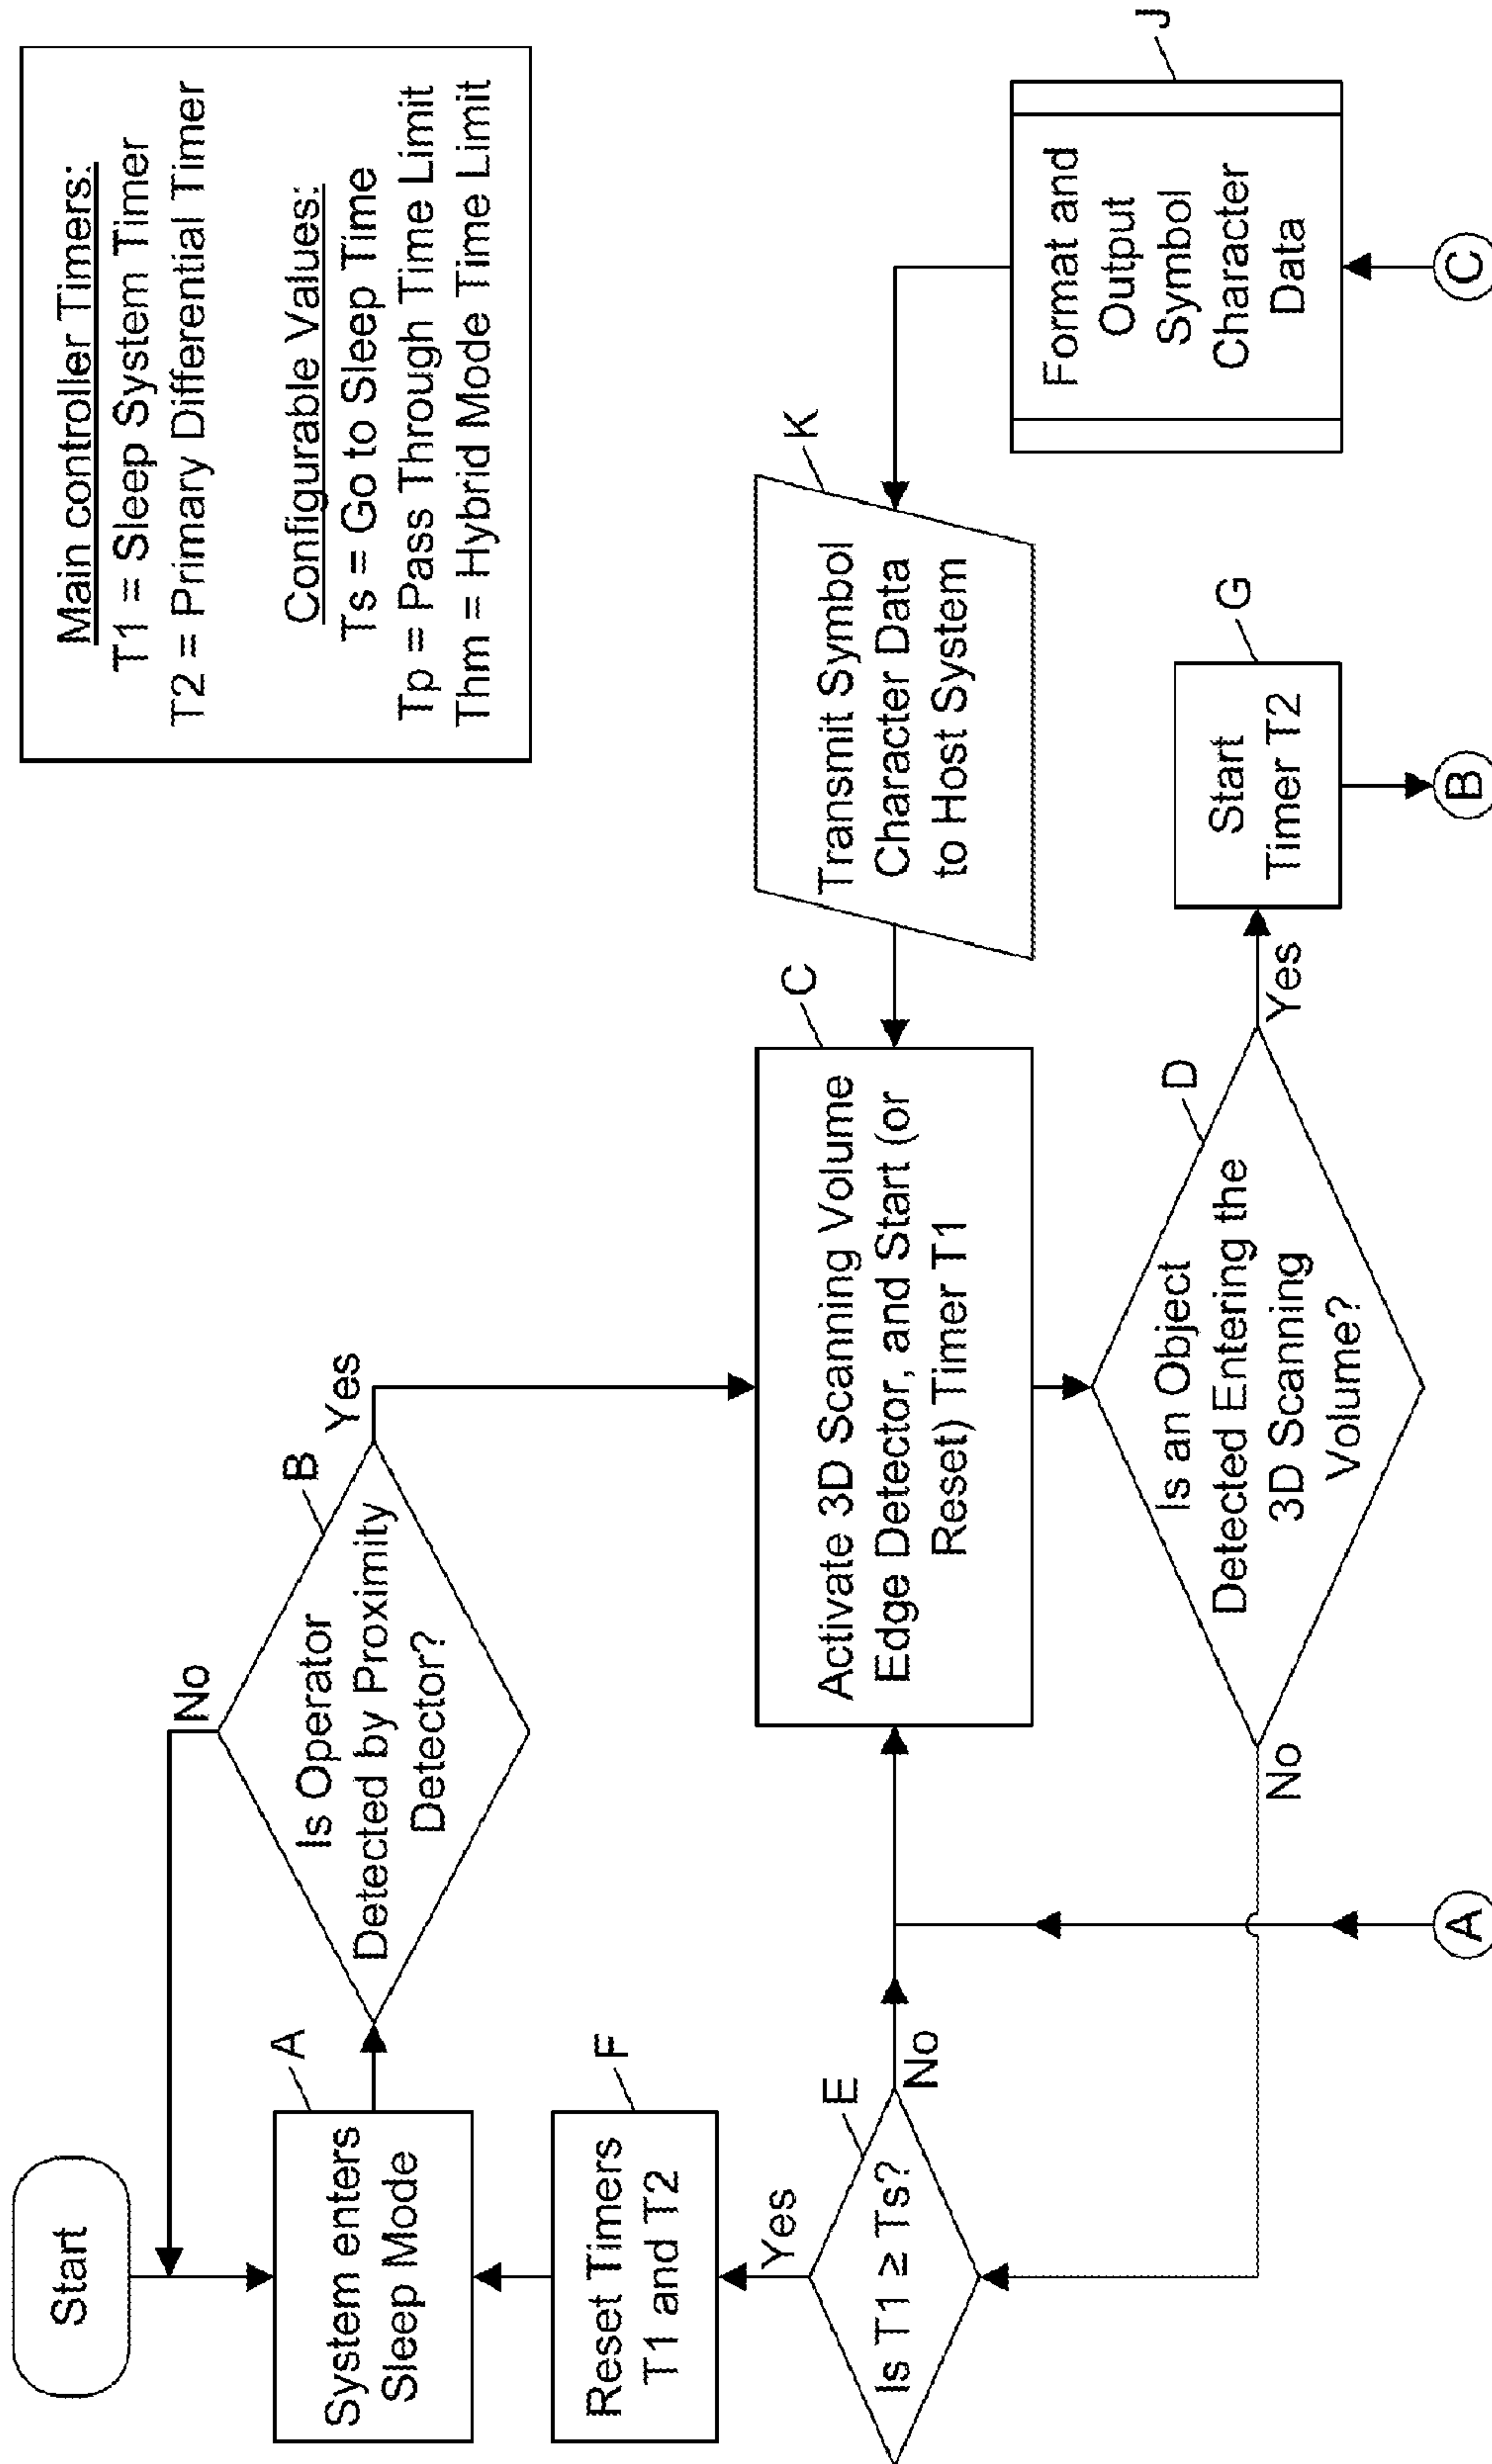 Start
Main controller Timers:
T1 = Sleep System Timer
T2 = Primary Differential Timer
Configurable Values:
Ts = Go to Sleep Time
Tp = Pass Through Time Limit
Thm = Hybrid Mode Time Limit
No
A
System enters
Sleep Mode
B
Is Operator
Detected by Proximity
Detector?
Yes
F
Reset Timers
T1 and T2
Yes
E
Is T1 ≥ Ts?
No
C
Activate 3D Scanning Volume
Edge Detector, and Start (or
Reset) Timer T1
K
Transmit Symbol
Character Data
to Host System
J
Format and
Output
Symbol
Character
Data
D
Is an Object
Detected Entering the
3D Scanning
Volume?
No
Yes
G
Start
Timer T2
A
B
C